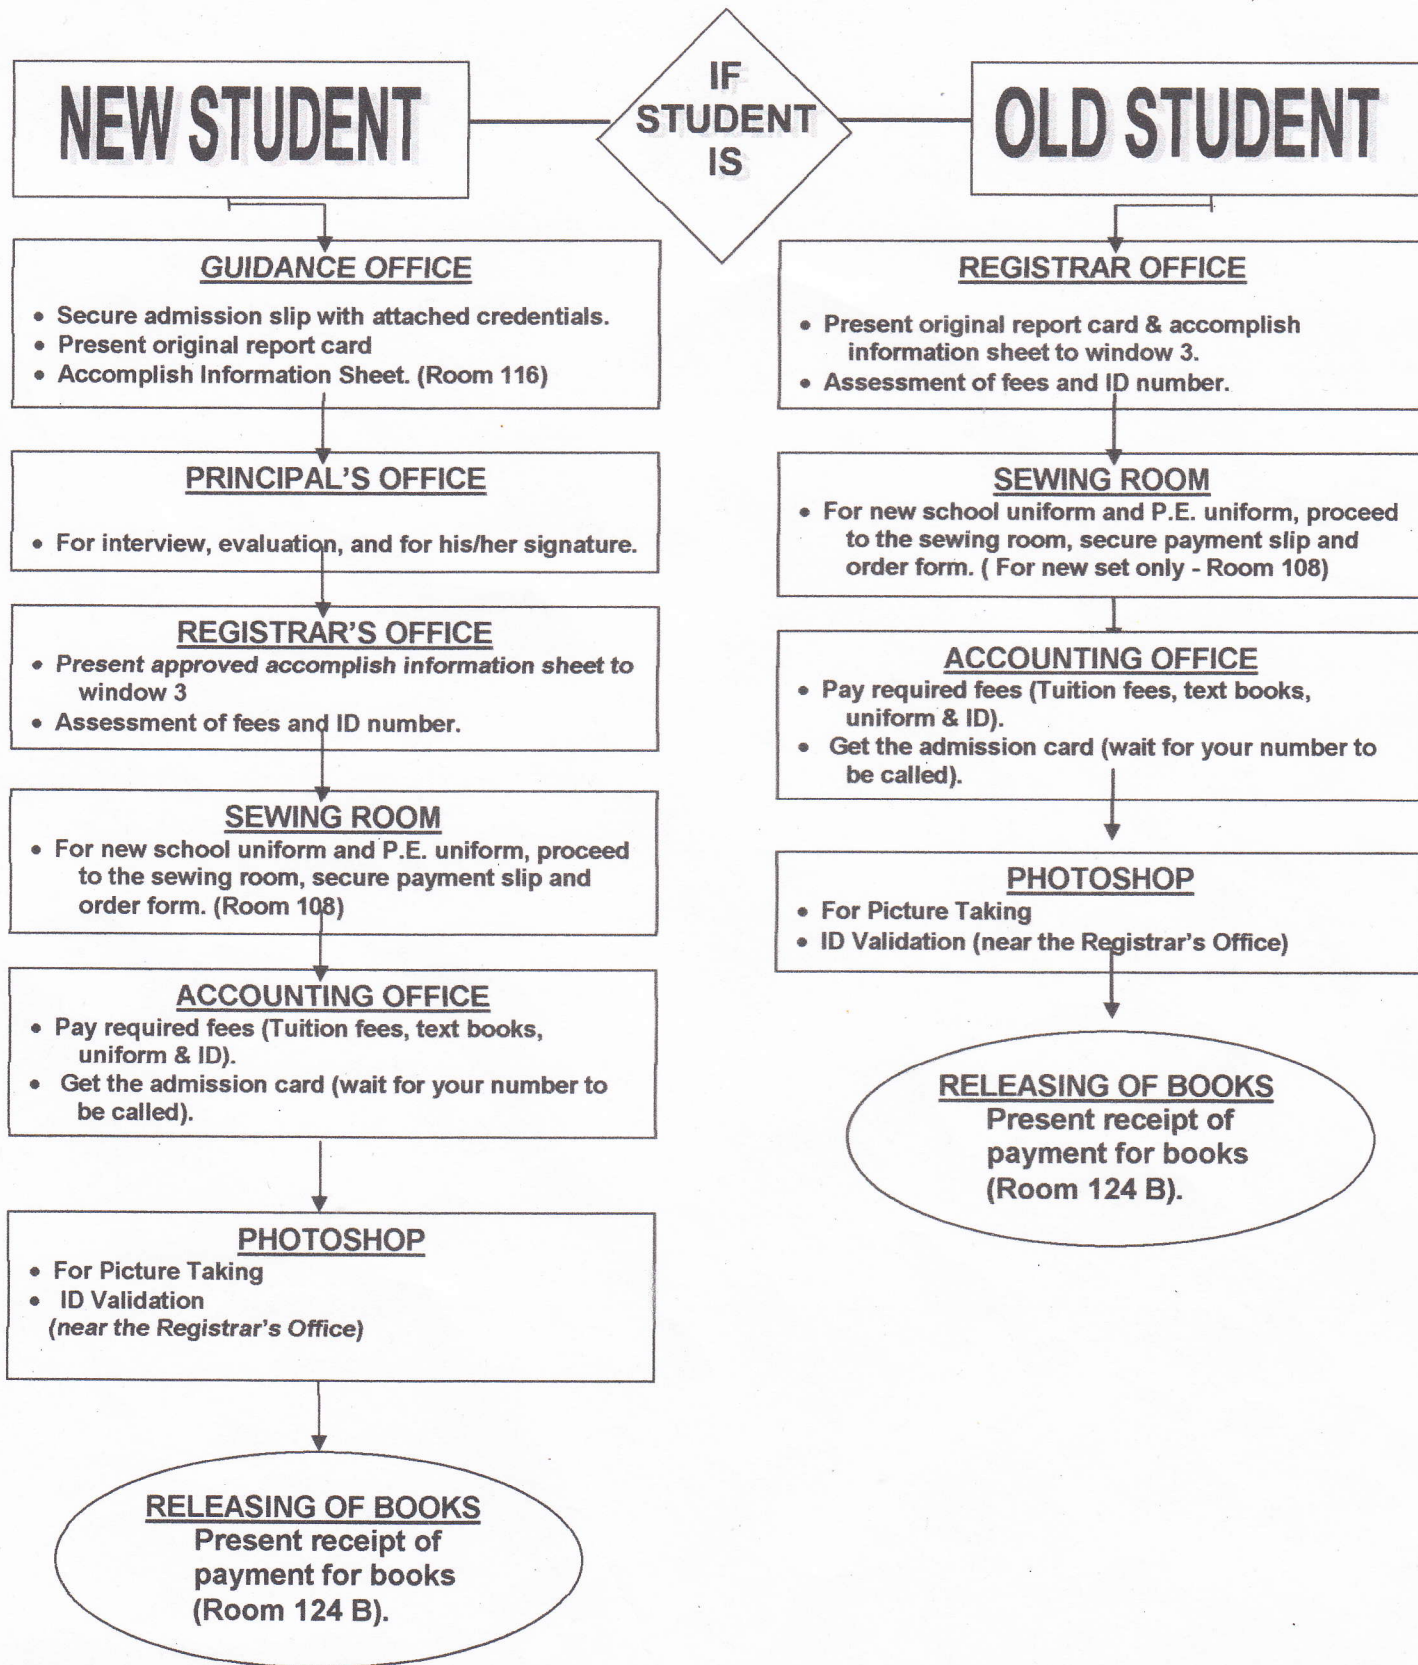 IF
STUDENT
IS
NEW STUDENT
GUIDANCE OFFICE
• Secure admission slip with attached credentials.
• Present original report card
• Accomplish Information Sheet. (Room 116)
PRINCIPAL'S OFFICE
• For interview, evaluation, and for his/her signature.
REGISTRAR'S OFFICE
• Present approved accomplish information sheet to
window 3
• Assessment of fees and ID number.
SEWING ROOM
• For new school uniform and P.E. uniform, proceed
to the sewing room, secure payment slip and
order form. (Room 108)
ACCOUNTING OFFICE
• Pay required fees (Tuition fees, text books,
uniform & ID).
• Get the admission card (wait for your number to
be called).
PHOTOSHOP
• For Picture Taking
• ID Validation
(near the Registrar's Office)
RELEASING OF BOOKS
Present receipt of
payment for books
(Room 124 B).
OLD STUDENT
REGISTRAR OFFICE
• Present original report card & accomplish
information sheet to window 3.
• Assessment of fees and ID number.
SEWING ROOM
• For new school uniform and P.E. uniform, proceed
to the sewing room, secure payment slip and
order form. ( For new set only - Room 108)
ACCOUNTING OFFICE
• Pay required fees (Tuition fees, text books,
uniform & ID).
• Get the admission card (wait for your number to
be called).
PHOTOSHOP
• For Picture Taking
• ID Validation (near the Registrar's Office)
RELEASING OF BOOKS
Present receipt of
payment for books
(Room 124 B).